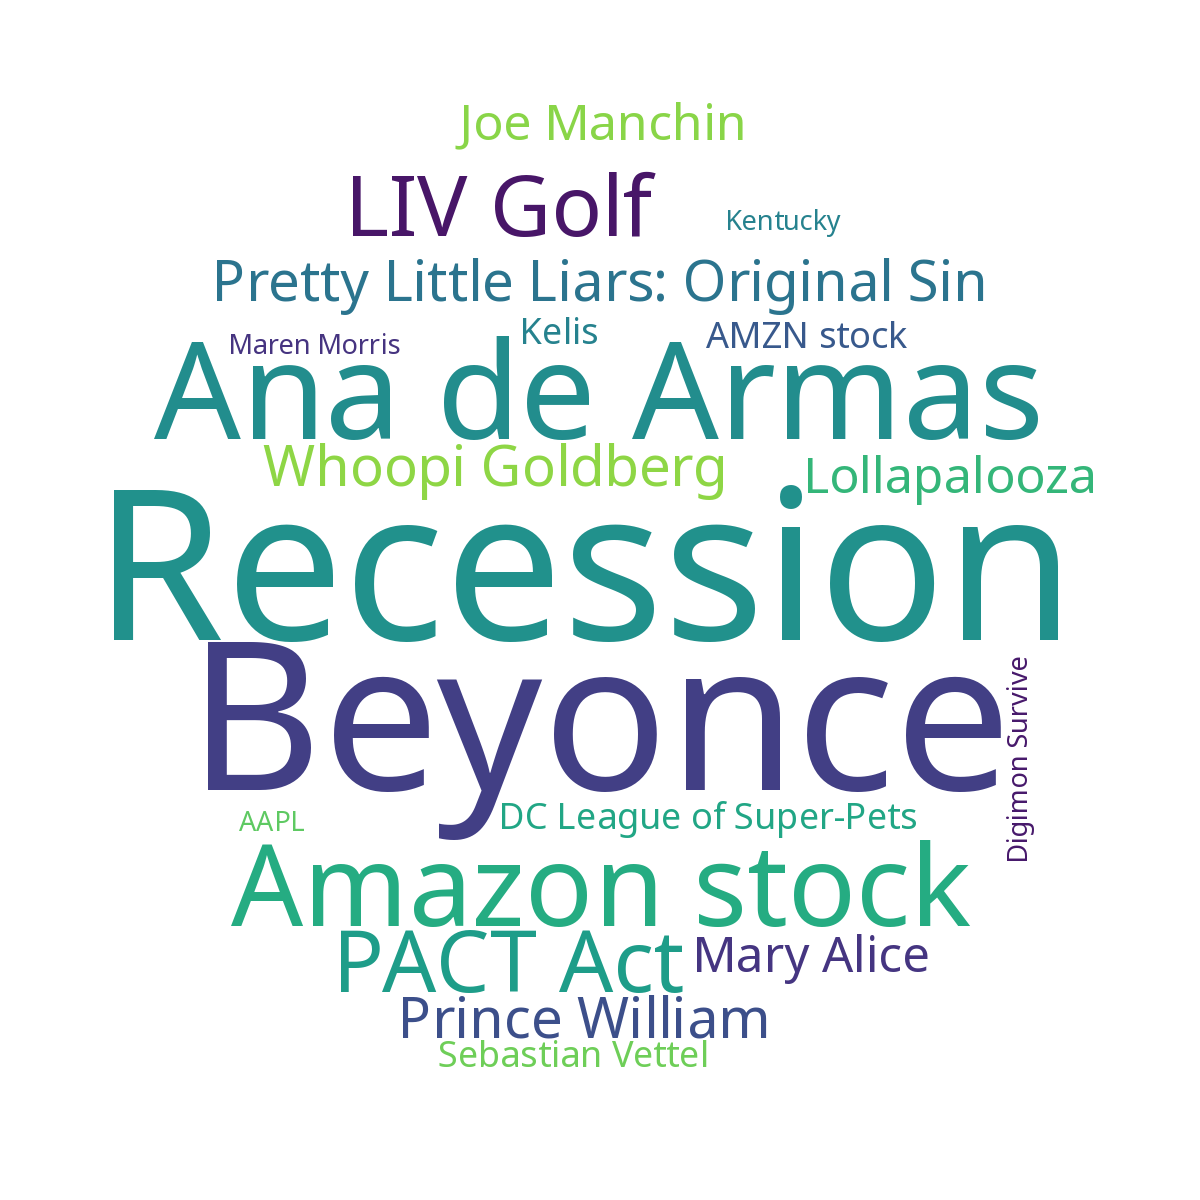 Joe Manchin
LIV Golf
Kentucky
Pretty Little Liars: Original Sin
Maren Morris
Kelis
AMZN stock
Ana de Armas
Whoopi Goldberg
Lollapalooza
Recession
Beyonce
Digimon Survive
AAPL
DC League of Super-Pets
Amazon stock
PACT Act
Mary Alice
Prince William
Sebastian Vettel